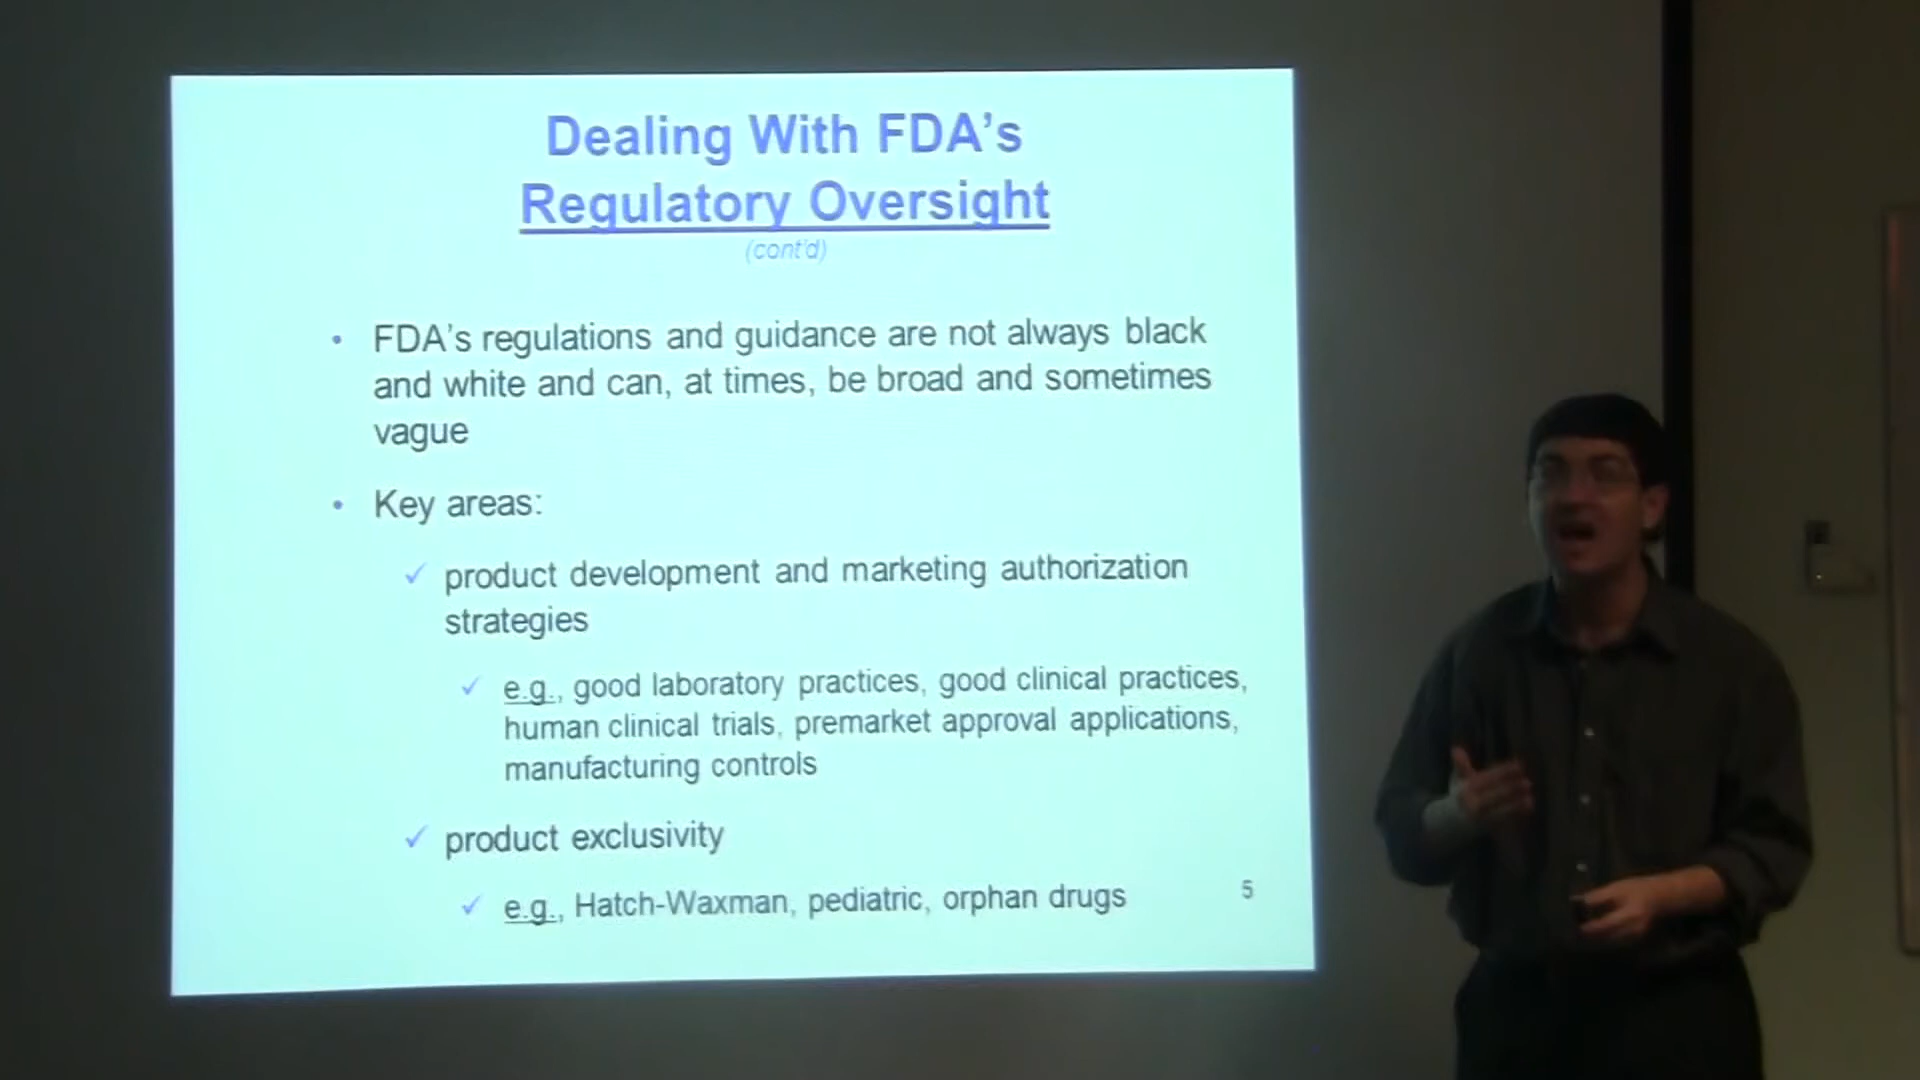 Dealing With FDA's
Regulatory Oversight
(cont'd)
• FDA's regulations and guidance are not always black
and white and can, at times, be broad and sometimes
vague
• Key areas:
✓ product development and marketing authorization
strategies
✓ e.g., good laboratory practices, good clinical practices,
human clinical trials, premarket approval applications,
manufacturing controls
✓ product exclusivity
✓ e.g., Hatch-Waxman, pediatric, orphan drugs
5